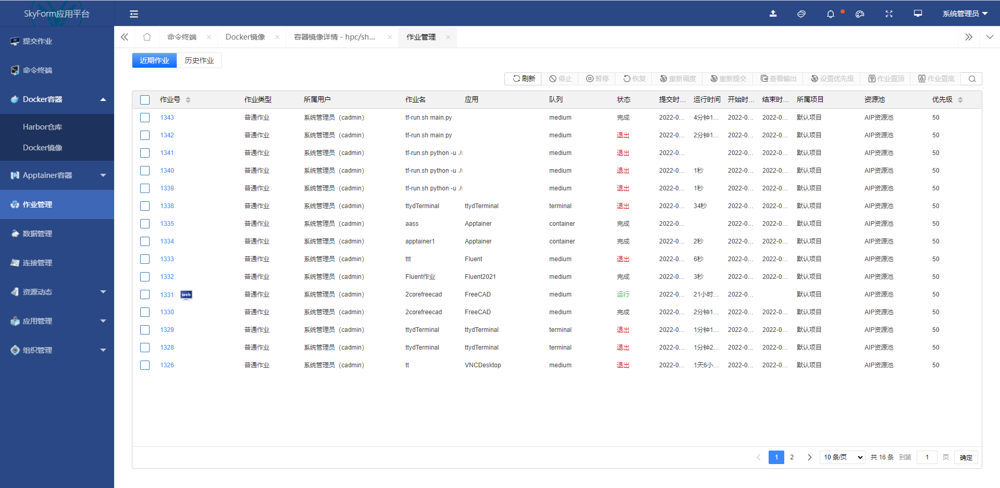 SkyForm应用平台
系统管理员
提交作业
命令终端
Docker容器
Harbor仓库
Docker镜像
Apptainer容器
作业管理
数据管理
连接管理
资源动态
应用管理
组织管理
命令终端 Docker镜像 容器镜像详情 - hpc/sh... 作业管理
近期作业 历史作业
刷新 停止 暂停 恢复 重新调度 重新提交 查看输出 设置优先级 作业置顶 作业置底
作业号 作业类型 所属用户 作业名 应用 队列 状态 提交时... 运行时间 开始时... 结束时... 所属项目 资源池 优先级
1343 普通作业 系统管理员（cadmin） tf-run.sh main.py medium 完成 2022-0... 4分钟1... 2022-0... 2022-0... 默认项目 AIP资源池 50
1342 普通作业 系统管理员（cadmin） tf-run.sh main.py medium 退出 2022-0... 2分钟1... 2022-0... 2022-0... 默认项目 AIP资源池 50
1341 普通作业 系统管理员（cadmin） tf-run.sh python -u ./ medium 退出 2022-0... 2022-0... 2022-0... 默认项目 AIP资源池 50
1340 普通作业 系统管理员（cadmin） tf-run.sh python -u ./ medium 退出 2022-0... 1秒 2022-0... 2022-0... 默认项目 AIP资源池 50
1339 普通作业 系统管理员（cadmin） tf-run.sh python -u ./ medium 退出 2022-0... 1秒 2022-0... 2022-0... 默认项目 AIP资源池 50
1338 普通作业 系统管理员（cadmin） ttydTerminal ttydTerminal terminal 退出 2022-0... 34秒 2022-0... 2022-0... 默认项目 AIP资源池 50
1335 普通作业 系统管理员（cadmin） aass Apptainer container 完成 2022-0... 2022-0... 2022-0... 默认项目 AIP资源池 50
1334 普通作业 系统管理员（cadmin） apptainer1 Apptainer container 完成 2022-0... 2秒 2022-0... 2022-0... 默认项目 AIP资源池 50
1333 普通作业 系统管理员（cadmin） ttt Fluent medium 退出 2022-0... 6秒 2022-0... 2022-0... 默认项目 AIP资源池 50
1332 普通作业 系统管理员（cadmin） Fluent作业 Fluent2021 medium 完成 2022-0... 3秒 2022-0... 2022-0... 默认项目 AIP资源池 50
1331 web 普通作业 系统管理员（cadmin） 2corefreecad FreeCAD medium 运行 2022-0... 21小时... 2022-0... 默认项目 AIP资源池 50
1330 普通作业 系统管理员（cadmin） 2corefreecad FreeCAD medium 完成 2022-0... 2分钟1... 2022-0... 2022-0... 默认项目 AIP资源池 50
1329 普通作业 系统管理员（cadmin） ttydTerminal ttydTerminal terminal 退出 2022-0... 1分钟1... 2022-0... 2022-0... 默认项目 AIP资源池 50
1328 普通作业 系统管理员（cadmin） ttydTerminal ttydTerminal terminal 退出 2022-0... 1分钟2... 2022-0... 2022-0... 默认项目 AIP资源池 50
1326 普通作业 系统管理员（cadmin） tt VNCDesktop medium 退出 2022-0... 1天6小... 2022-0... 2022-0... 默认项目 AIP资源池 50
1 2 10 条/页 共 16 条 到第 1 页 确定